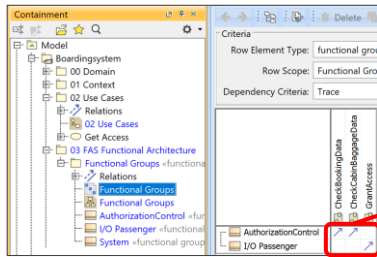 Containment
Model
Boardingsystem
00 Domain
01 Context
02 Use Cases
Relations
02 Use Cases
Get Access
03 FAS Functional Architecture
Functional Groups «functiona
Relations
Functional Groups
Functional Groups
AuthorizationControl «fur
I/O Passenger «functional
System «functional group
Delete
Criteria
Row Element Type: functional grou
Row Scope: Functional Gro
Dependency Criteria: Trace
CheckBookingData
CheckCabinBaggageData
GrantAccess
AuthorizationControl
I/O Passenger